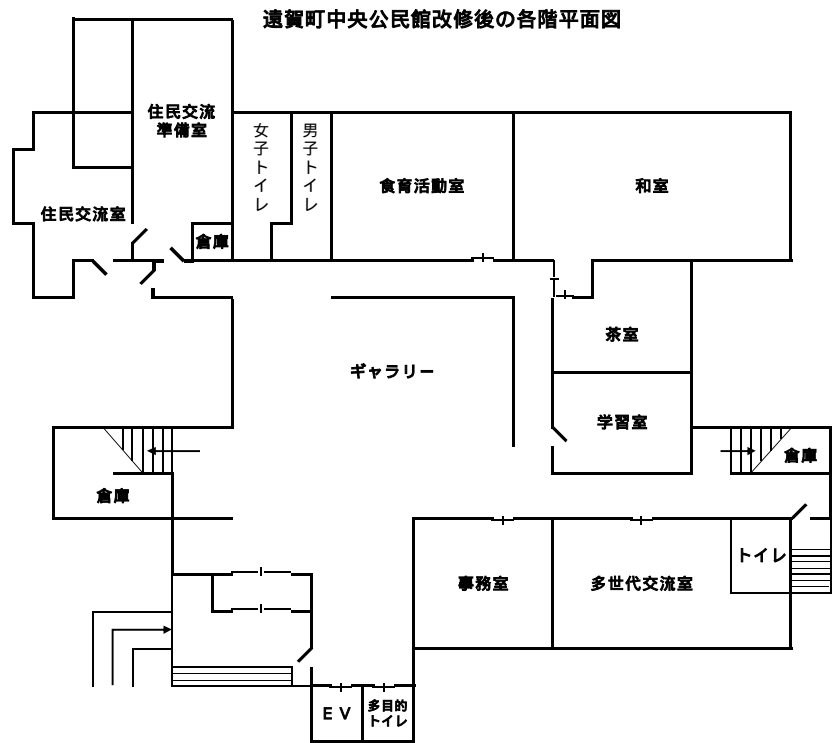 遠賀町中央公民館改修後の各階平面図
住民交流
準備室
女子トイレ
男子トイレ
食育活動室
和室
住民交流室
倉庫
茶室
ギャラリー
学習室
倉庫
倉庫
トイレ
事務室
多世代交流室
ＥＶ
多目的
トイレ